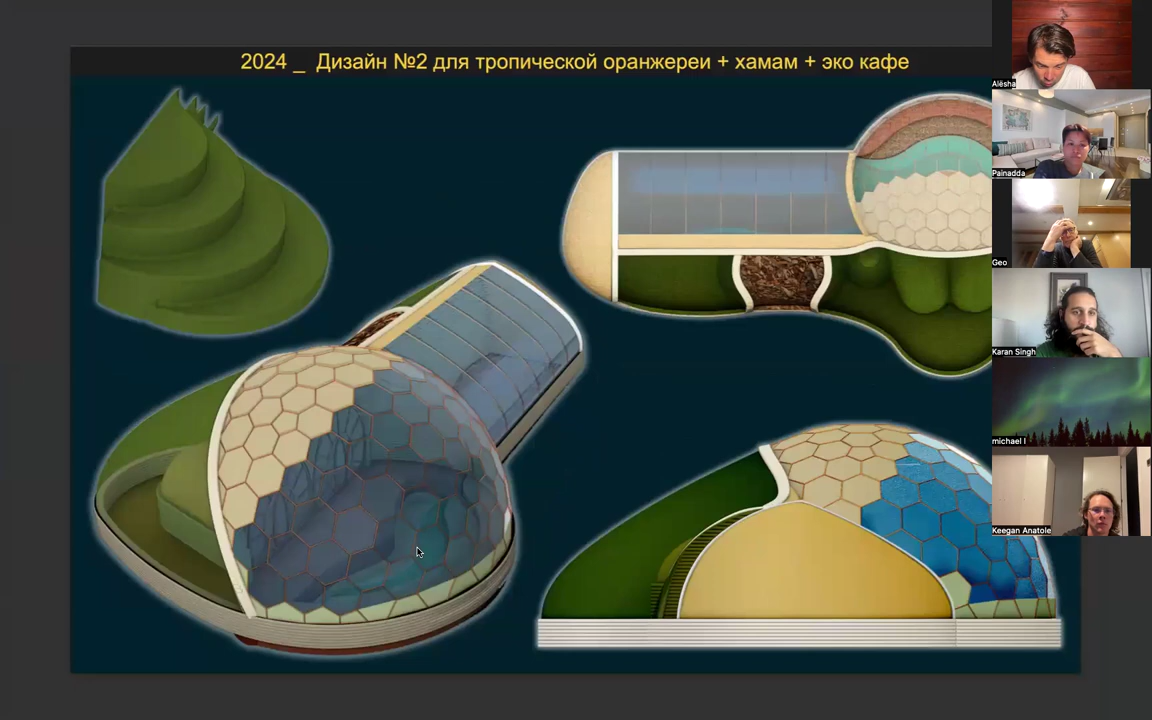 2024 _ Дизайн №2 для тропической оранжереи + хамам + эко кафе
Alësha
Painadda
Geo
Karan Singh
michael I
Keegan Anatole